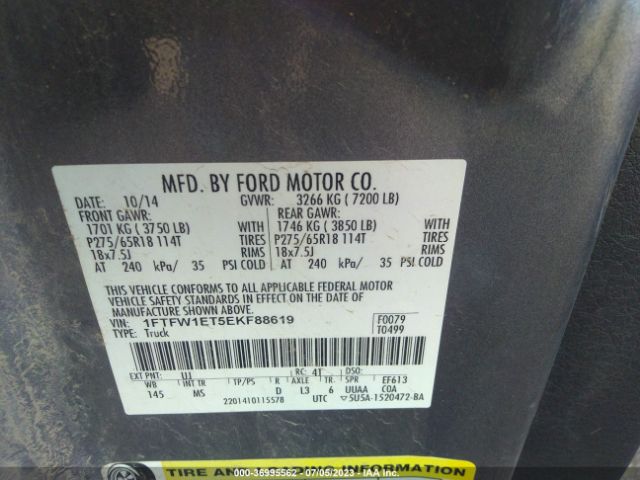 MFD. BY FORD MOTOR CO.
DATE: 10/14 GVWR: 3266 KG ( 7200 LB)
FRONT GAWR: REAR GAWR:
1701 KG ( 3750 LB) WITH 1746 KG ( 3850 LB) WITH
P275/65R18 114T TIRES P275/65R18 114T TIRES
18x7.5J RIMS 18x7.5J RIMS
AT 240 kPa/ 35 PSI COLD AT 240 kPa/ 35 PSI COLD
THIS VEHICLE CONFORMS TO ALL APPLICABLE FEDERAL MOTOR
VEHICLE SAFETY STANDARDS IN EFFECT ON THE DATE OF
MANUFACTURE SHOWN ABOVE.
VIN: 1FTFW1ET5EKF88619 F0079
TYPE: Truck T0499
EXT PNT: UJ RC: 41 DSO:
WB INT TR TP/PS R AXLE TR SPR EF613
145 MS D L3 6 UUAA COA
2201410115578 UTC 5U5A-1520472-BA
TIRE AND LOADING INFORMATION
© 000 - 36995562 - 07/05/2023 - IAA Inc.